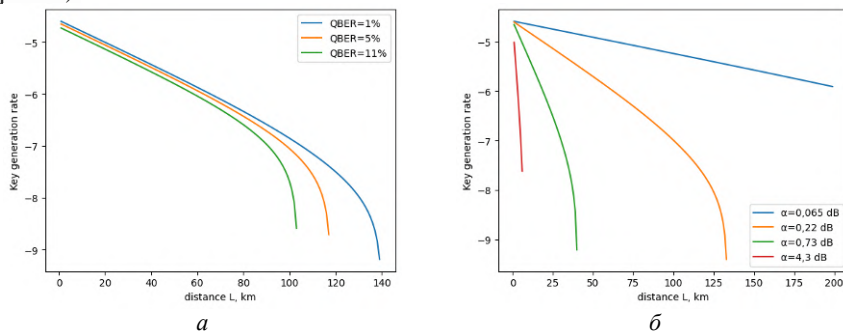 QBER=1%
QBER=5%
QBER=11%
Key generation rate
−5
−6
−7
−8
−9
0 20 40 60 80 100 120 140
distance L, km
а
Key generation rate
−5
−6
−7
−8
−9
α=0,065 dB
α=0,22 dB
α=0,73 dB
α=4,3 dB
0 25 50 75 100 125 150 175 200
distance L, km
б